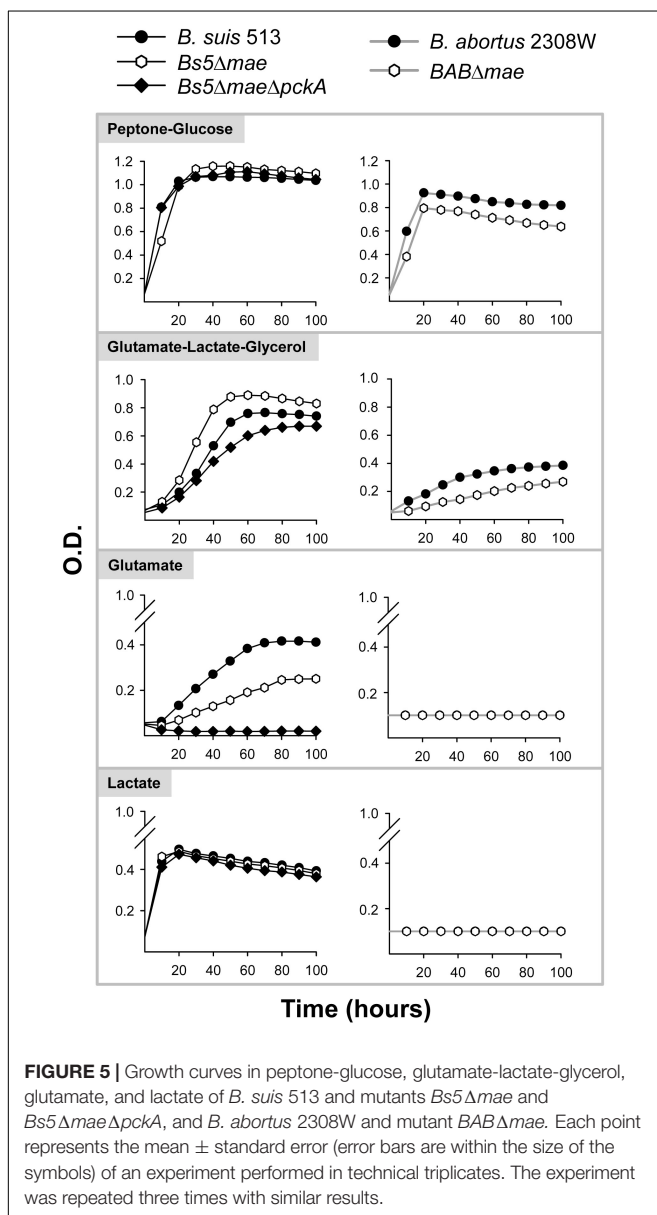 B. suis 513
Bs5Δmae
Bs5ΔmaeΔpckA
B. abortus 2308W
BABΔmae
Peptone-Glucose
1.2
1.0
0.8
0.6
0.4
0.2
20 40 60 80 100
1.2
1.0
0.8
0.6
0.4
0.2
20 40 60 80 100
Glutamate-Lactate-Glycerol
1.0
0.8
0.6
0.4
0.2
20 40 60 80 100
1.0
0.8
0.6
0.4
0.2
20 40 60 80 100
O.D.
Glutamate
1.0
0.4
0.2
20 40 60 80 100
1.0
0.4
0.2
20 40 60 80 100
Lactate
1.0
0.4
0.2
20 40 60 80 100
1.0
0.4
0.2
20 40 60 80 100
Time (hours)
FIGURE 5 | Growth curves in peptone-glucose, glutamate-lactate-glycerol,
glutamate, and lactate of B. suis 513 and mutants Bs5Δmae and
Bs5ΔmaeΔpckA, and B. abortus 2308W and mutant BABΔmae. Each point
represents the mean ± standard error (error bars are within the size of the
symbols) of an experiment performed in technical triplicates. The experiment
was repeated three times with similar results.